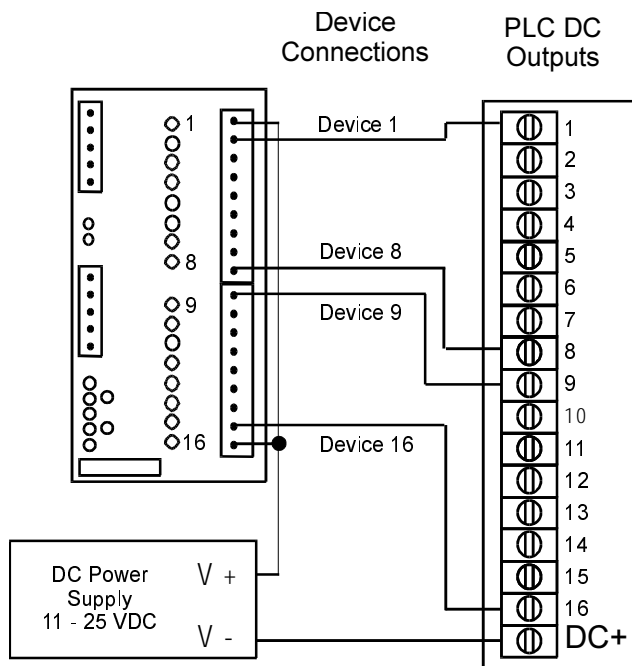 Device
Connections
PLC DC
Outputs
1
8
9
16
Device 1
Device 8
Device 9
Device 16
1
2
3
4
5
6
7
8
9
10
11
12
13
14
15
16
DC+
DC Power
Supply
11 - 25 VDC
V +
V -